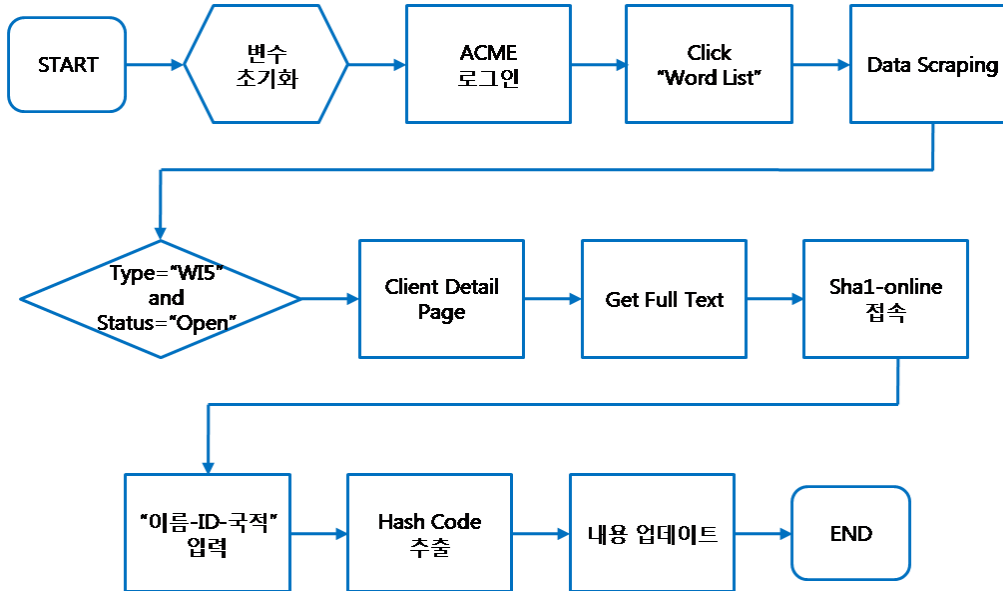 START
변수
초기화
ACME
로그인
Click
“Word List”
Data Scraping
Type=“WI5”
and
Status=“Open”
Client Detail
Page
Get Full Text
Sha1-online
접속
“이름-ID-국적”
입력
Hash Code
추출
내용 업데이트
END